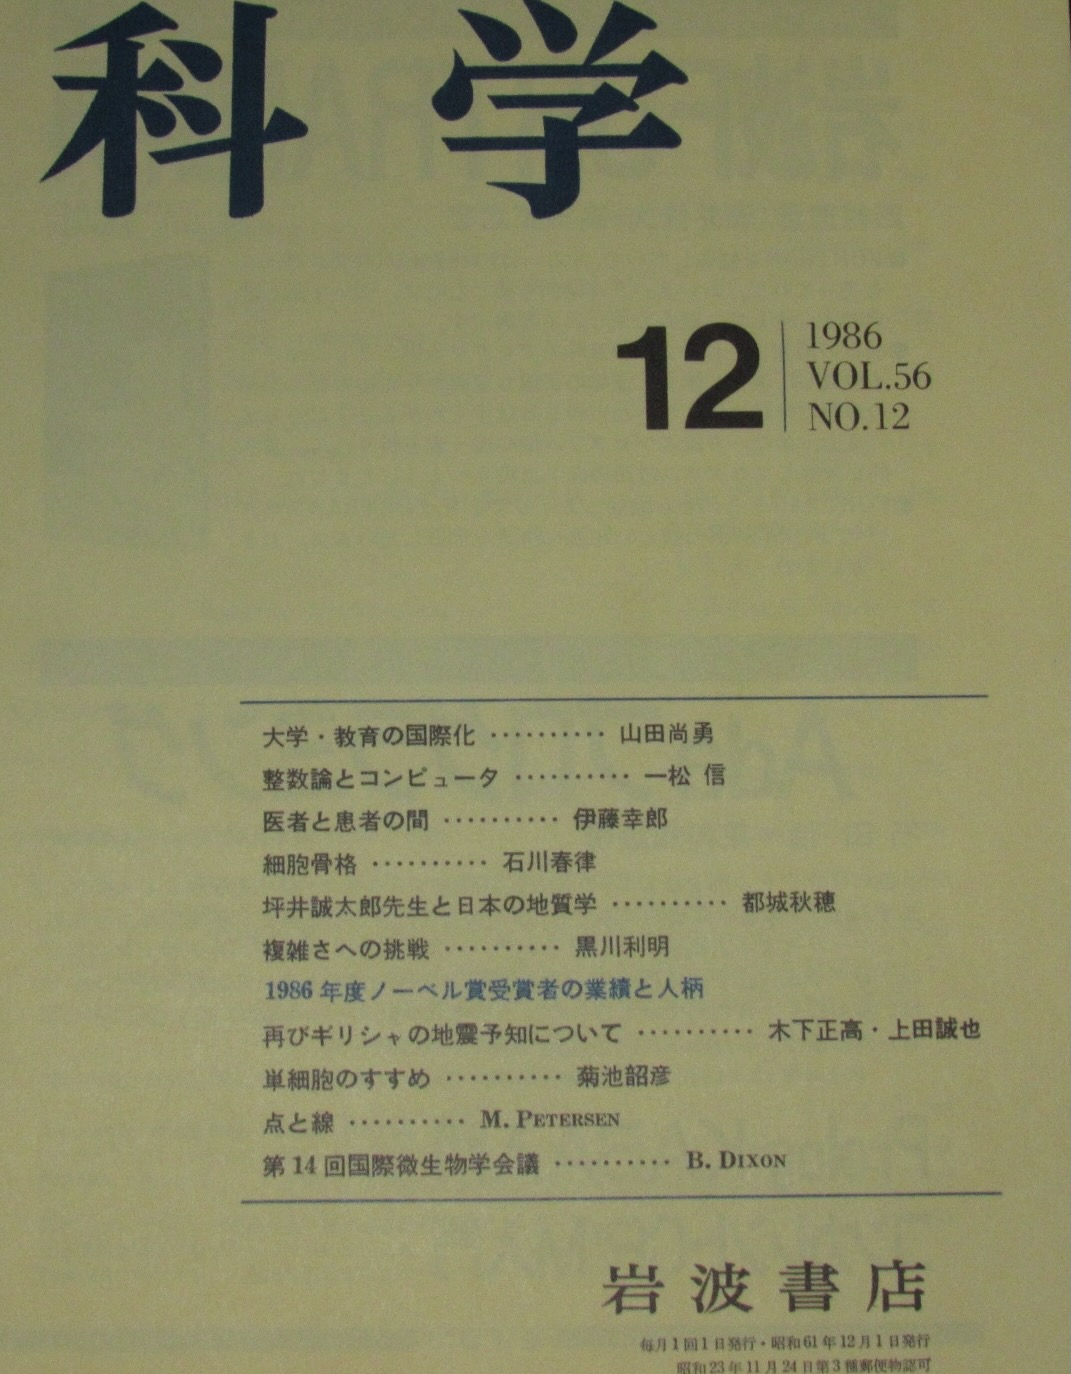 科学
12
1986
VOL.56
NO.12
大学・教育の国際化 ·········· 山田尚勇
整数論とコンピュータ ·········· 一松 信
医者と患者の間 ·········· 伊藤幸郎
細胞骨格 ·········· 石川春律
坪井誠太郎先生と日本の地質学 ·········· 都城秋穂
複雑さへの挑戦 ·········· 黒川利明
1986年度ノーベル賞受賞者の業績と人柄
再びギリシャの地震予知について ·········· 木下正高・上田誠也
単細胞のすすめ ·········· 菊池韶彦
点と線 ·········· M. PETERSEN
第14回国際微生物学会議 ·········· B. DIXON
岩波書店
毎月1回1日発行・昭和61年12月1日発行
昭和23年11月24日第3種郵便物認可